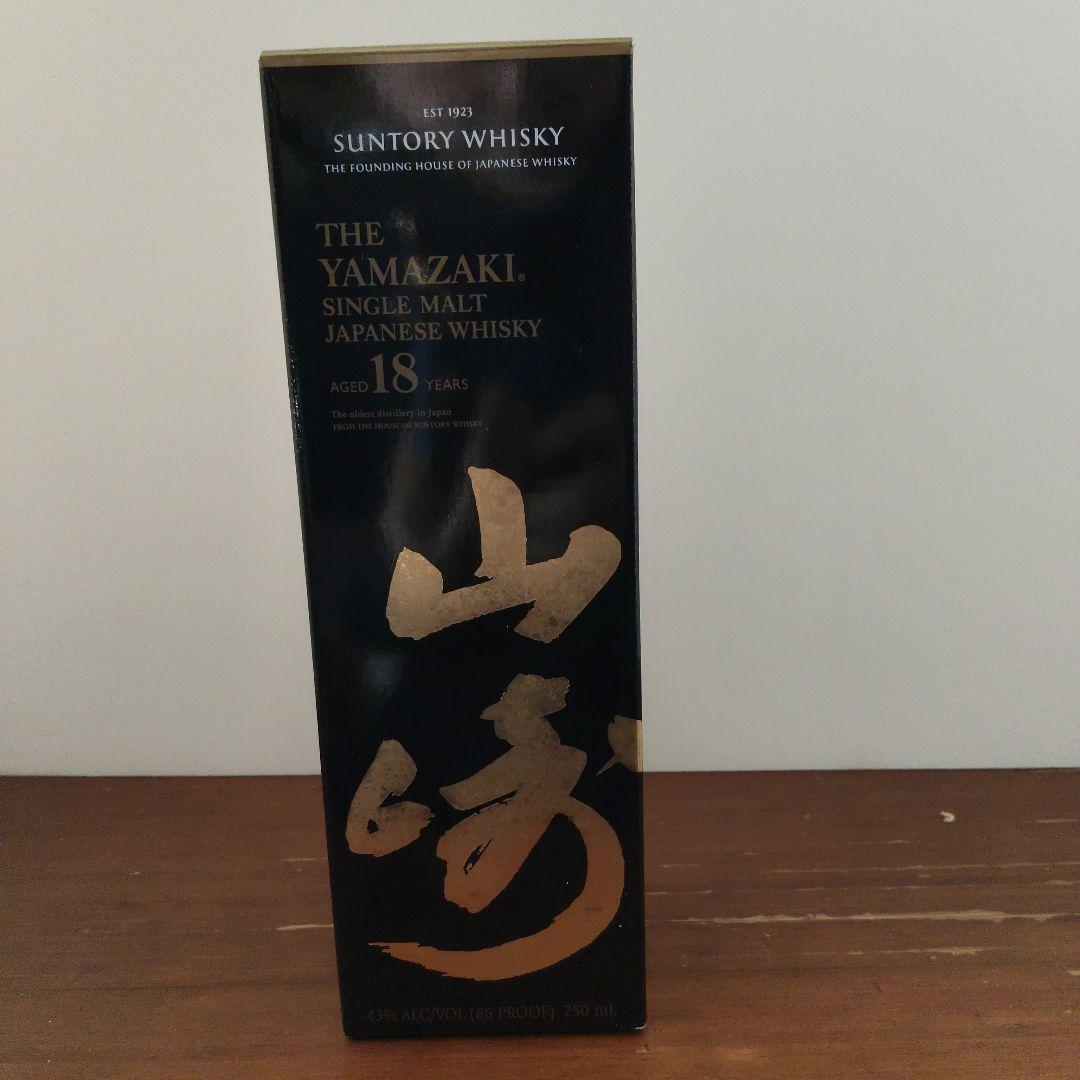 EST 1923
SUNTORY WHISKY
THE FOUNDING HOUSE OF JAPANESE WHISKY
THE
YAMAZAKI®
SINGLE MALT
JAPANESE WHISKY
AGED 18 YEARS
The oldest distillery in Japan
FROM THE HOUSE OF SUNTORY WHISKY
山
崎
43% ALC/VOL (86 PROOF) 750 ml.